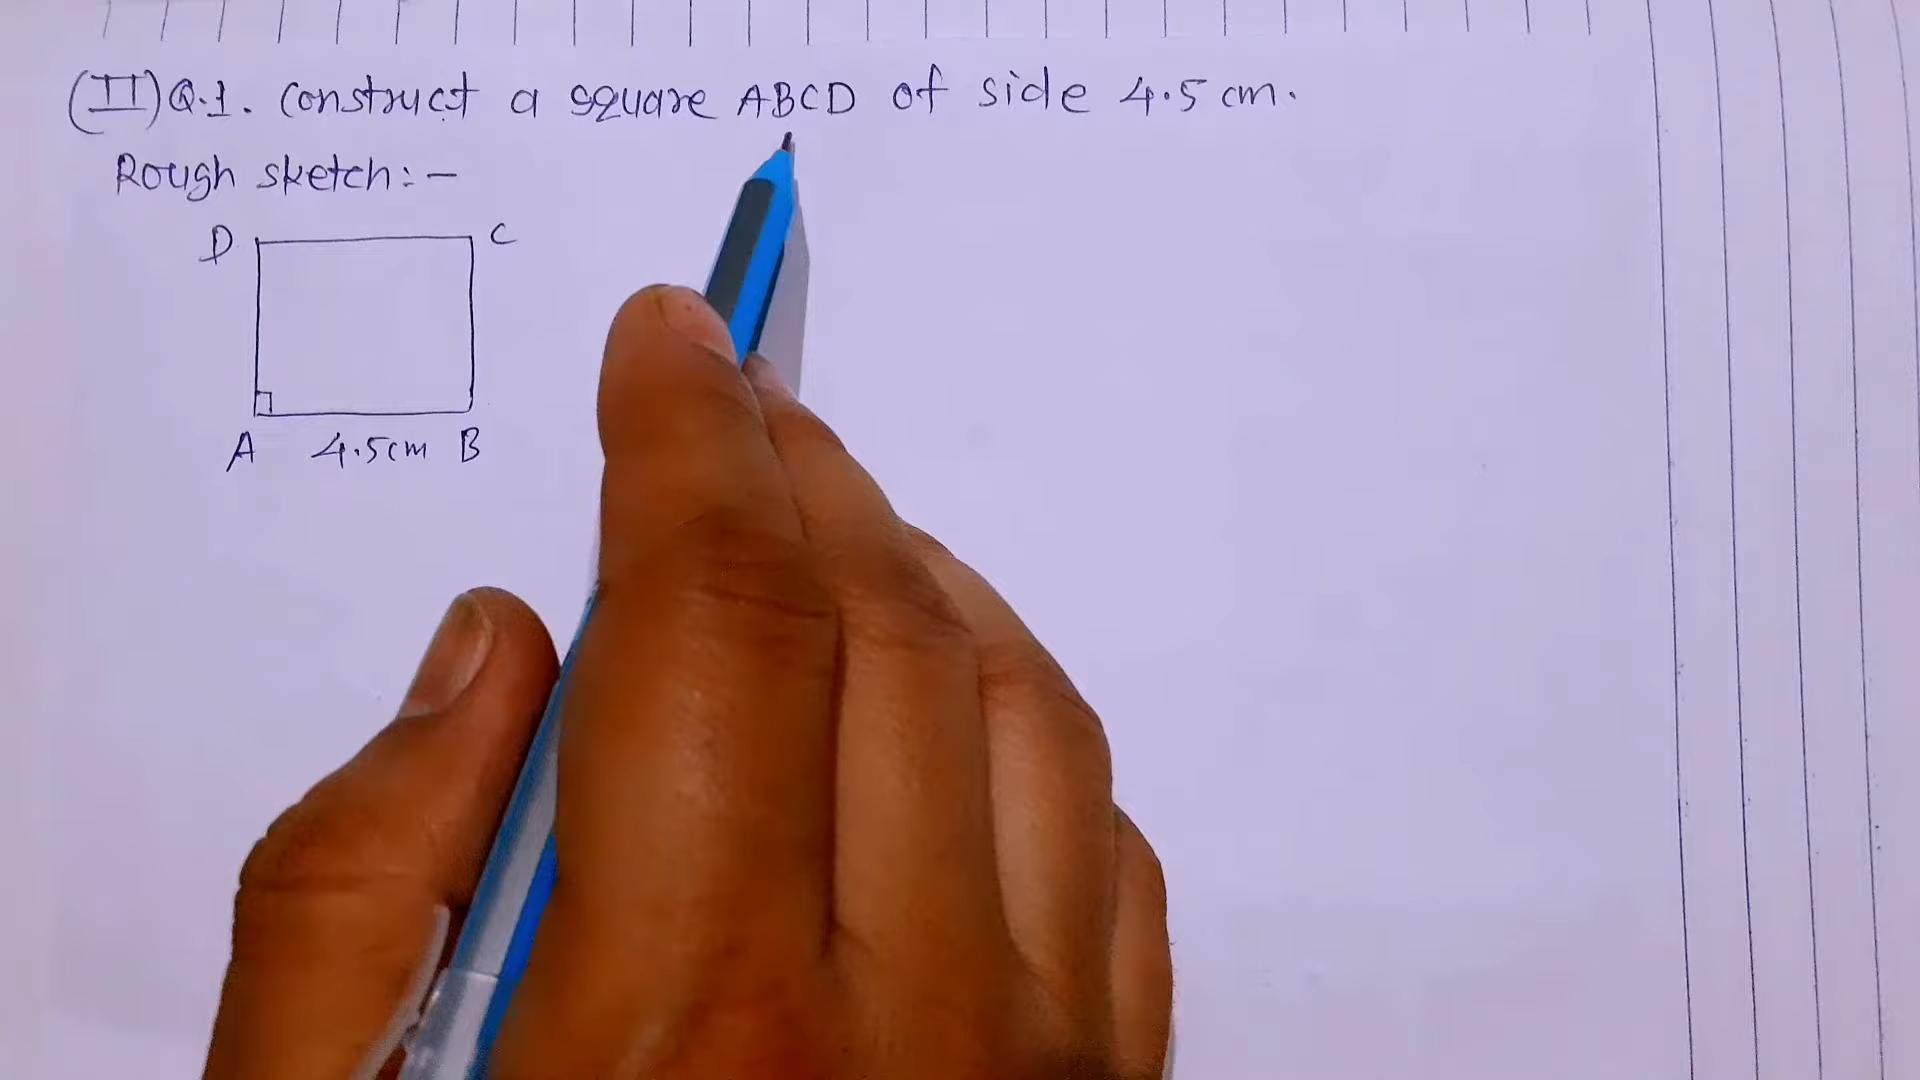 (II) Q.1. Construct a square ABCD of side 4.5 cm.
Rough sketch:-
D C
A 4.5cm B